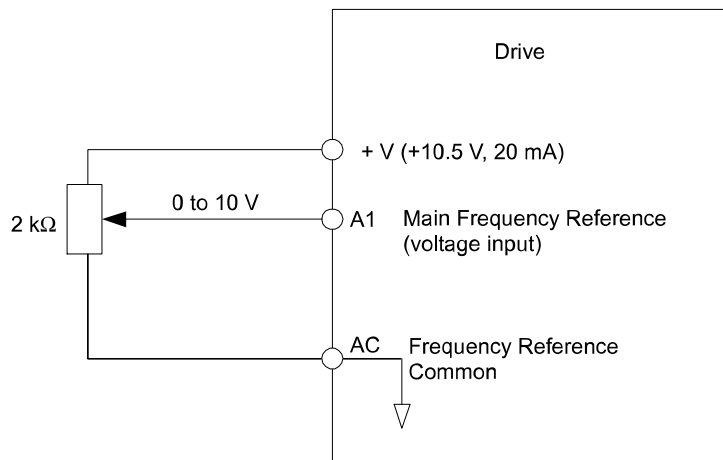 Drive
+ V (+10.5 V, 20 mA)
0 to 10 V
2 kΩ
A1 Main Frequency Reference
(voltage input)
AC Frequency Reference
Common